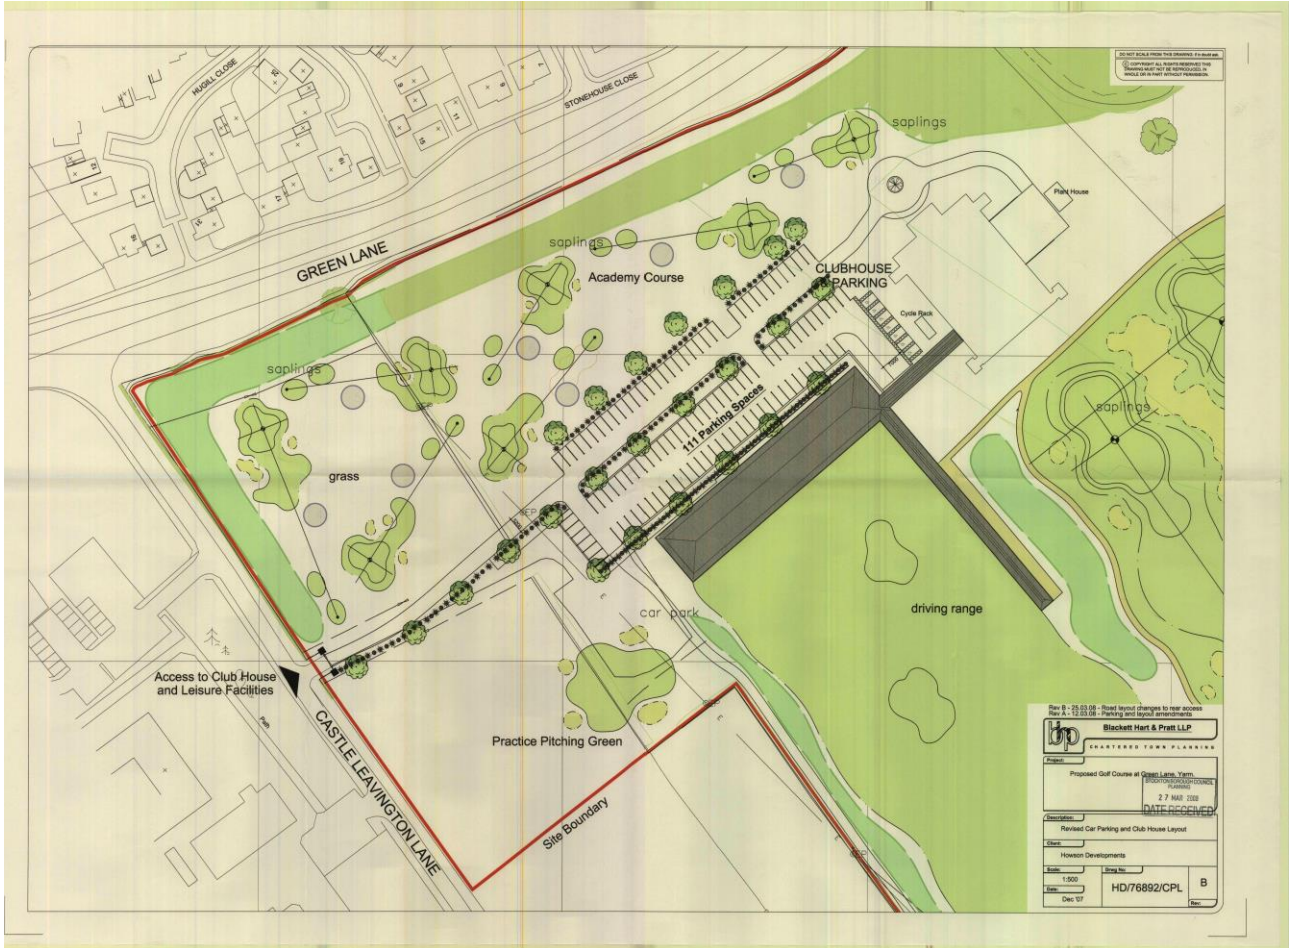 DO NOT SCALE FROM THIS DRAWING. If in doubt ask.
© COPYRIGHT ALL RIGHTS RESERVED THIS
DRAWING MUST NOT BE REPRODUCED, IN
WHOLE OR IN PART WITHOUT PERMISSION.
HUGILL CLOSE
STONEHOUSE CLOSE
GREEN LANE
saplings
saplings
saplings
saplings
Plant House
Academy Course
CLUBHOUSE
PARKING
Cycle Rack
111 Parking Spaces
grass
car park
driving range
Access to Club House
and Leisure Facilities
Path
CASTLE LEAVINGTON LANE
Practice Pitching Green
Site Boundary
Rev B - 25.03.08 - Road layout changes to rear access
Rev A - 12.03.08 - Parking and layout amendments
bhp
Blackett Hart & Pratt LLP
CHARTERED TOWN PLANNING
Project:
Proposed Golf Course at Green Lane, Yarm.
STOCKTON BOROUGH COUNCIL
PLANNING
27 MAR 2008
DATE RECEIVED
Description:
Revised Car Parking and Club House Layout
Client:
Howson Developments
Scale:
1:500
Date:
Dec '07
Drwg No:
HD/76892/CPL
B
Rev: